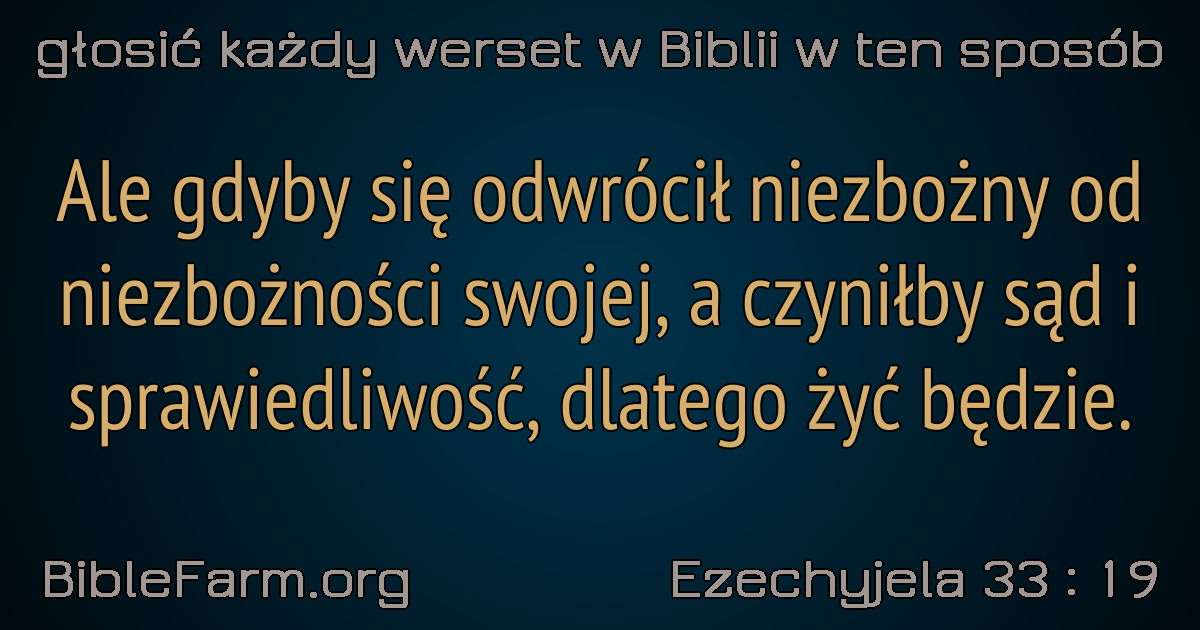 głosić każdy werset w Biblii w ten sposób
Ale gdyby się odwrócił niezbożny od
niezbożności swojej, a czyniłby sąd i
sprawiedliwość, dlatego żyć będzie.
BibleFarm.org
Ezechyjela 33 : 19